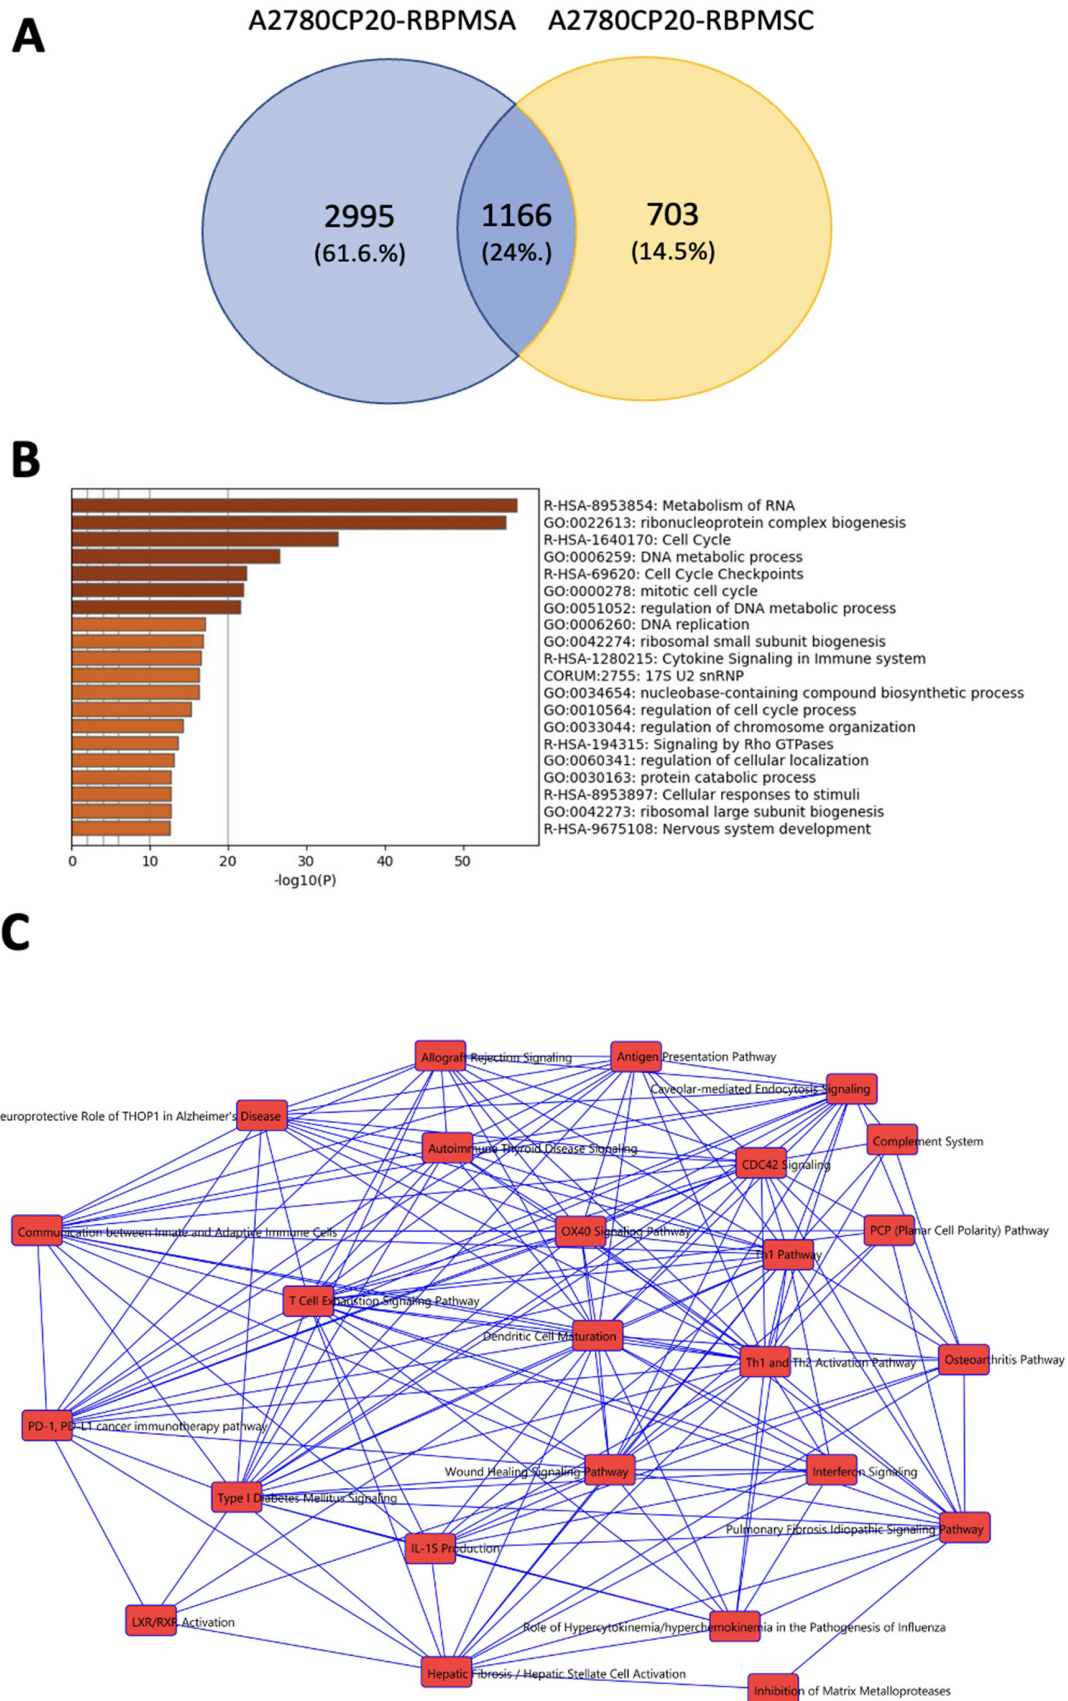 A
A2780CP20-RBPMSA A2780CP20-RBPMSC
2995 1166 703
(61.6.%) (24%.) (14.5%)
B
R-HSA-8953854: Metabolism of RNA
GO:0022613: ribonucleoprotein complex biogenesis
R-HSA-1640170: Cell Cycle
GO:0006259: DNA metabolic process
R-HSA-69620: Cell Cycle Checkpoints
GO:0000278: mitotic cell cycle
GO:0051052: regulation of DNA metabolic process
GO:0006260: DNA replication
GO:0042274: ribosomal small subunit biogenesis
R-HSA-1280215: Cytokine Signaling in Immune system
CORUM:2755: 17S U2 snRNP
GO:0034654: nucleobase-containing compound biosynthetic process
GO:0010564: regulation of cell cycle process
GO:0033044: regulation of chromosome organization
R-HSA-194315: Signaling by Rho GTPases
GO:0060341: regulation of cellular localization
GO:0030163: protein catabolic process
R-HSA-8953897: Cellular responses to stimuli
GO:0042273: ribosomal large subunit biogenesis
R-HSA-9675108: Nervous system development
0 10 20 30 40 50
-log10(P)
C
Allograft Rejection Signaling
Antigen Presentation Pathway
Caveolar-mediated Endocytosis Signaling
europrotective Role of THOP1 in Alzheimer's Disease
Complement System
Autoimmune Thyroid Disease Signaling
CDC42 Signaling
Communication between Innate and Adaptive Immune Cells
OX40 Signaling Pathway
PCP (Planar Cell Polarity) Pathway
Th1 Pathway
T Cell Exhaustion Signaling Pathway
Dendritic Cell Maturation
Th1 and Th2 Activation Pathway
Osteoarthritis Pathway
PD-1, PD-L1 cancer immunotherapy pathway
Wound Healing Signaling Pathway
Interferon Signaling
Type I Diabetes Mellitus Signaling
Pulmonary Fibrosis Idiopathic Signaling Pathway
IL-15 Production
LXR/RXR Activation
Role of Hypercytokinemia/hyperchemokinemia in the Pathogenesis of Influenza
Hepatic Fibrosis / Hepatic Stellate Cell Activation
Inhibition of Matrix Metalloproteases